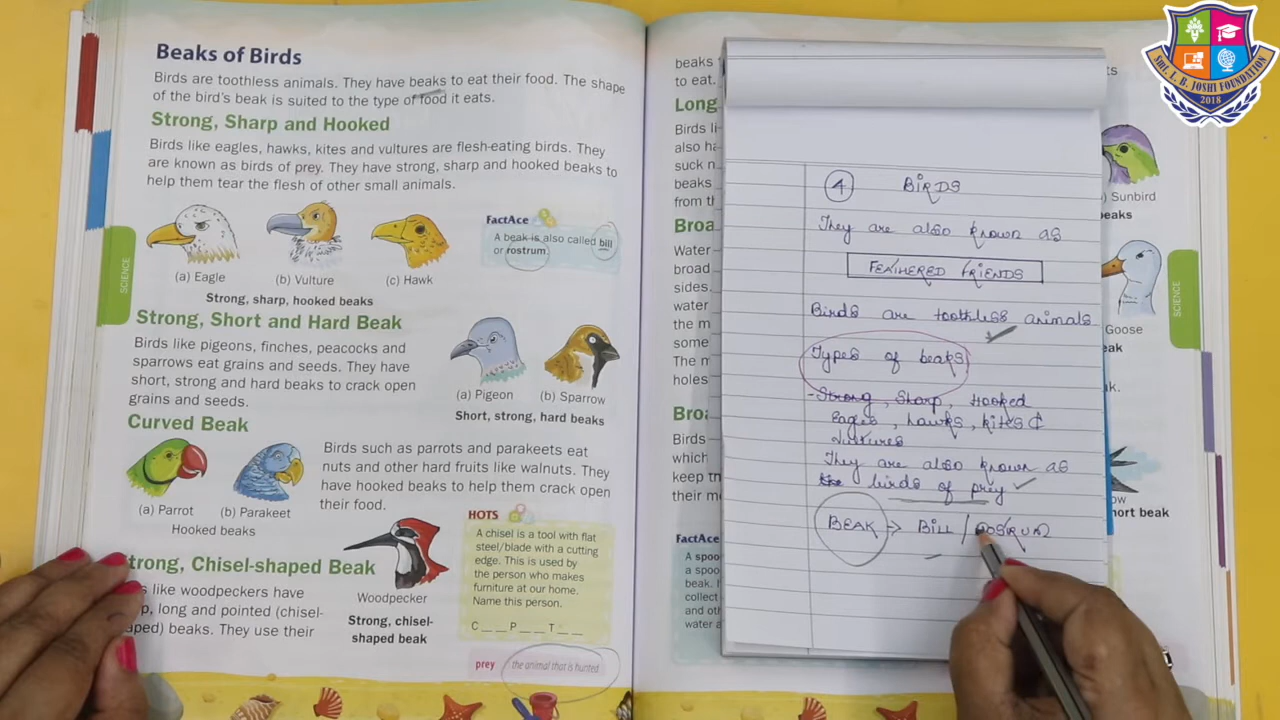 Beaks of Birds
Birds are toothless animals. They have beaks to eat their food. The shape
of the bird's beak is suited to the type of food it eats.
Strong, Sharp and Hooked
Birds like eagles, hawks, kites and vultures are flesh-eating birds. They
are known as birds of prey. They have strong, sharp and hooked beaks to
help them tear the flesh of other small animals.
FactAce
A beak is also called bill
or rostrum.
(a) Eagle
(b) Vulture
(c) Hawk
Strong, sharp, hooked beaks
Strong, Short and Hard Beak
Birds like pigeons, finches, peacocks and
sparrows eat grains and seeds. They have
short, strong and hard beaks to crack open
grains and seeds.
(a) Pigeon
(b) Sparrow
Short, strong, hard beaks
Curved Beak
Birds such as parrots and parakeets eat
nuts and other hard fruits like walnuts. They
have hooked beaks to help them crack open
their food.
(a) Parrot
(b) Parakeet
Hooked beaks
HOTS
A chisel is a tool with flat
steel/blade with a cutting
edge. This is used by
the person who makes
furniture at our home.
Name this person.
C _ _ P _ _ T _ _
trong, Chisel-shaped Beak
like woodpeckers have
long and pointed (chisel-
beaks. They use their
Woodpecker
Strong, chisel-
shaped beak
prey the animal that is hunted
SCIENCE
beaks
to eat.
Long
Birds li
also ha
suck n
beaks
from th
Broa
Water
broad
sides.
water
the m
some
The m
holes
Broa
Birds
which
keep th
their m
FactAce
A spoo
a spoo
beak.
collect
and ot
water a
4 BIRDS
They are also known as
FEATHERED FRIENDS
Birds are toothless animals
Types of beaks
- Strong, Sharp, Hooked
Eagles, hawks, kites &
vultures
They are also known as
the birds of prey
BEAK → BILL /
Sunbird
eaks
Goose
eak
ow
hort beak
SCIENCE
SHRI. L. B. JOSHI FOUNDATION
2018